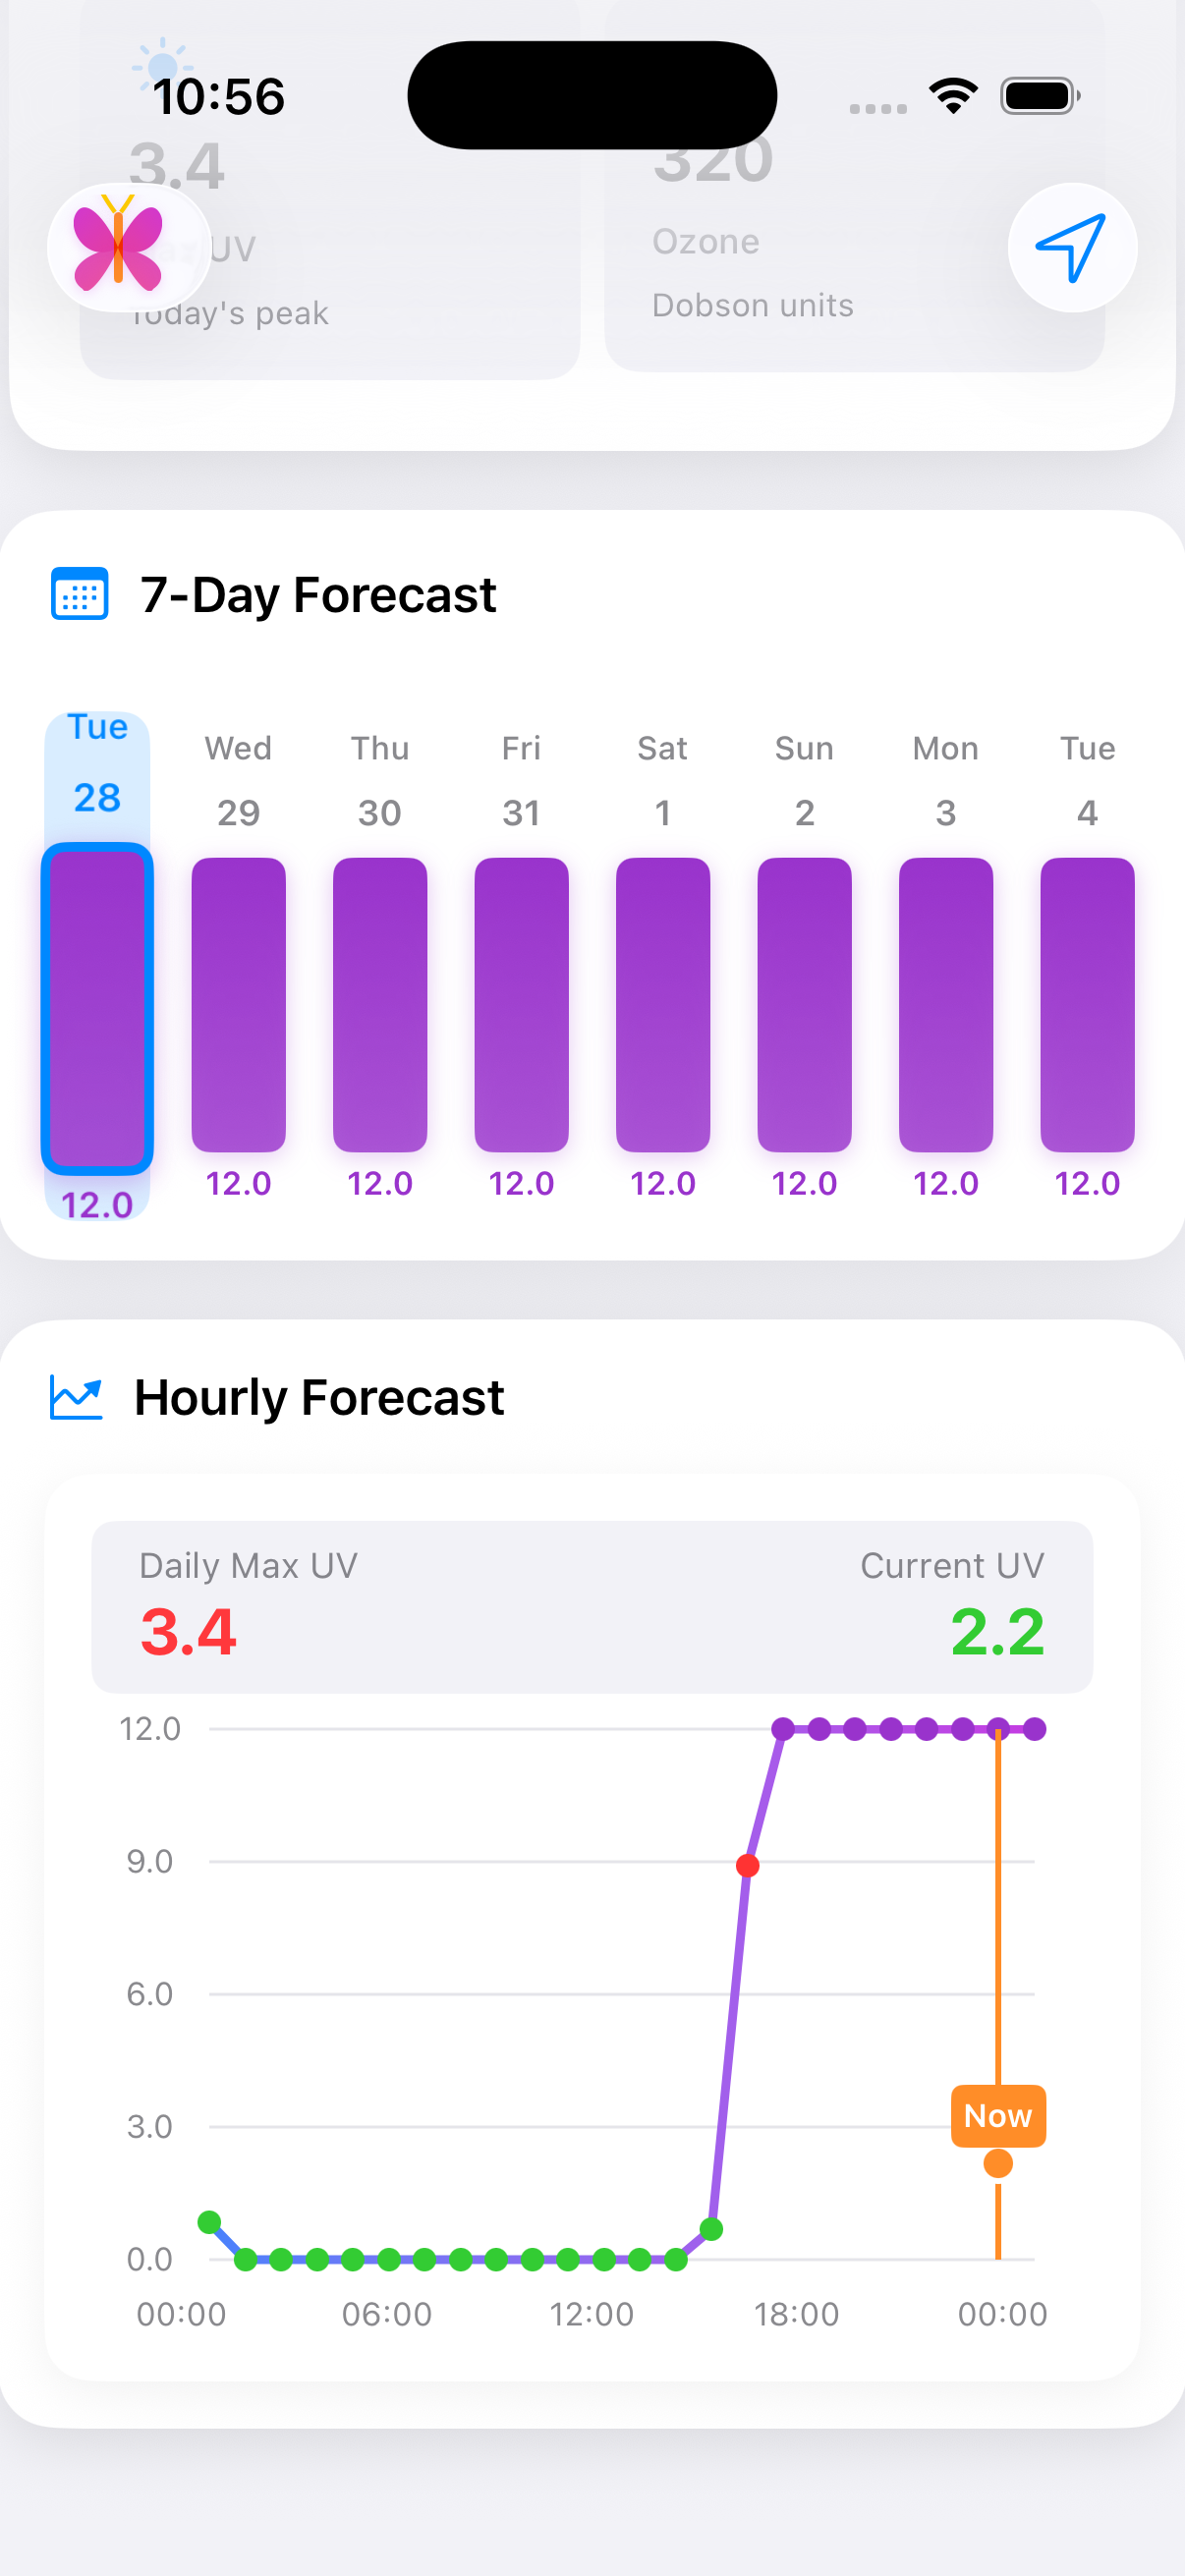 10:56
3.4
320
UV
Ozone
Today's peak
Dobson units
7-Day Forecast
Tue Wed Thu Fri Sat Sun Mon Tue
28 29 30 31 1 2 3 4
12.0 12.0 12.0 12.0 12.0 12.0 12.0 12.0
Hourly Forecast
Daily Max UV Current UV
3.4 2.2
12.0
9.0
6.0
3.0
Now
0.0
00:00 06:00 12:00 18:00 00:00